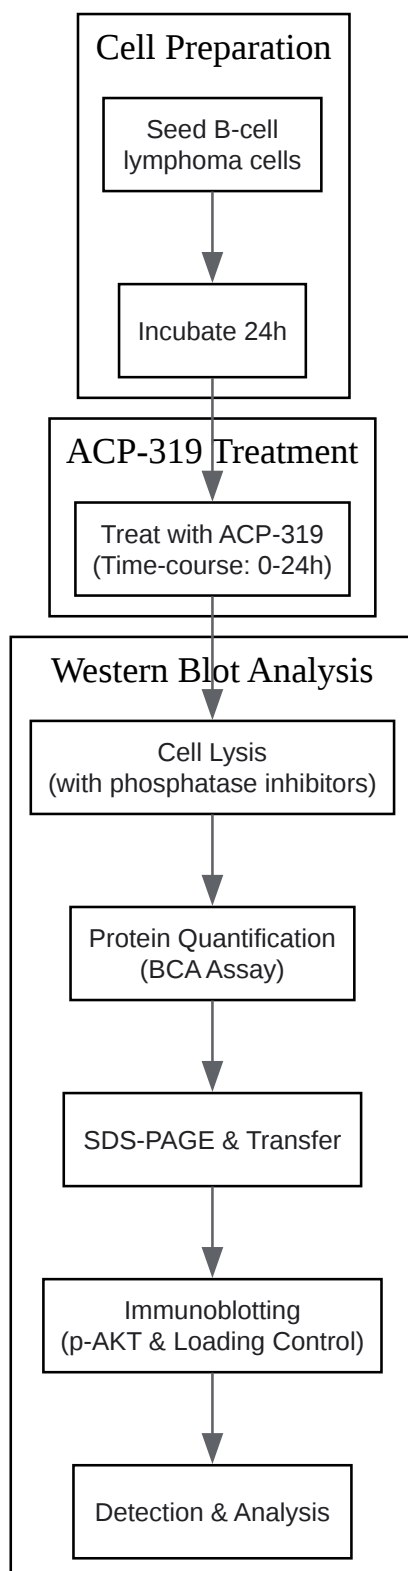 Cell Preparation
Seed B-cell
lymphoma cells
Incubate 24h
ACP-319 Treatment
Treat with ACP-319
(Time-course: 0-24h)
Western Blot Analysis
Cell Lysis
(with phosphatase inhibitors)
Protein Quantification
(BCA Assay)
SDS-PAGE & Transfer
Immunoblotting
(p-AKT & Loading Control)
Detection & Analysis